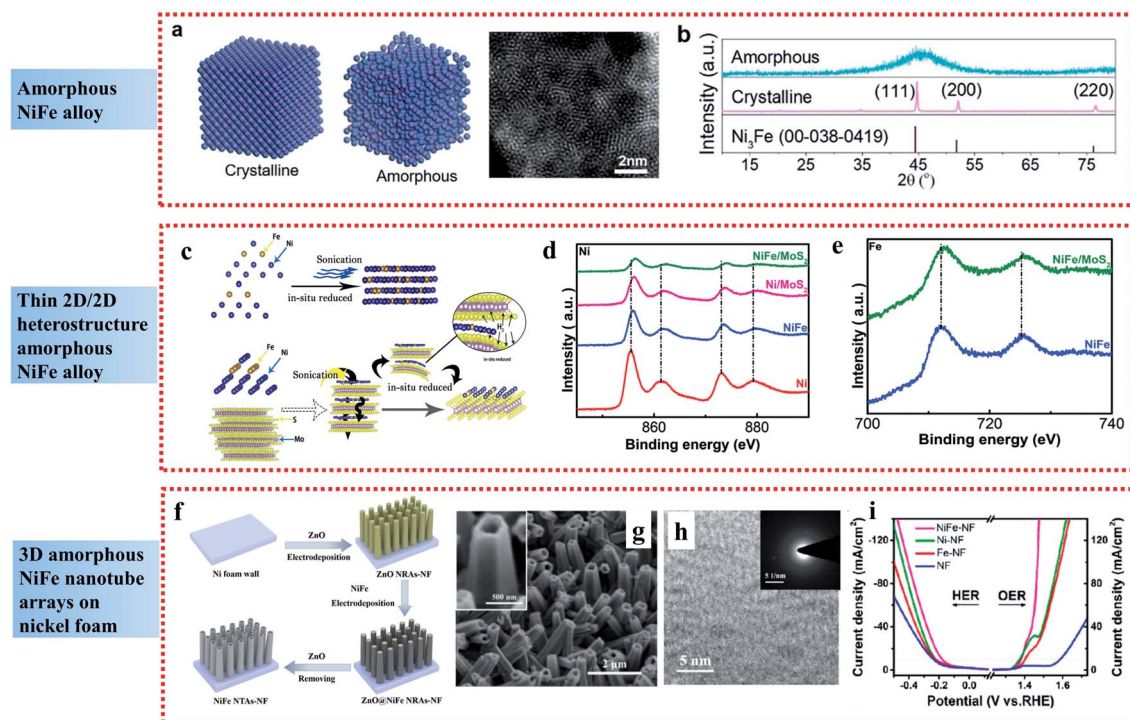 Amorphous
NiFe alloy
a
Crystalline
Amorphous
2nm
b
Intensity (a.u.)
Amorphous
Crystalline
(111)
(200)
(220)
Ni₃Fe (00-038-0419)
15 25 35 45 55 65 75
2θ (°)
Thin 2D/2D
heterostructure
amorphous
NiFe alloy
c
Fe
Ni
Sonication
in-situ reduced
Fe
Ni
Sonication
in-situ reduced
in-situ reduced
S
Mo
d
Ni
NiFe/MoS₂
Ni/MoS₂
NiFe
Ni
Intensity ( a.u. )
840 860 880
Binding energy (eV)
e
Fe
NiFe/MoS₂
NiFe
Intensity ( a.u. )
700 720 740
Binding energy (eV)
3D amorphous
NiFe nanotube
arrays on
nickel foam
f
Ni foam wall
ZnO
Electrodeposition
ZnO NRAs-NF
NiFe
Electrodeposition
ZnO@NiFe NRAs-NF
ZnO
Removing
NiFe NTAs-NF
g
500 nm
2 μm
h
5 1/nm
5 nm
i
NiFe-NF
Ni-NF
Fe-NF
NF
HER
OER
Current density (mA/cm²)
-120
-80
-40
0
Current density (mA/cm²)
120
80
40
0
-0.4 -0.2 0.0 1.4 1.6
Potential (V vs.RHE)